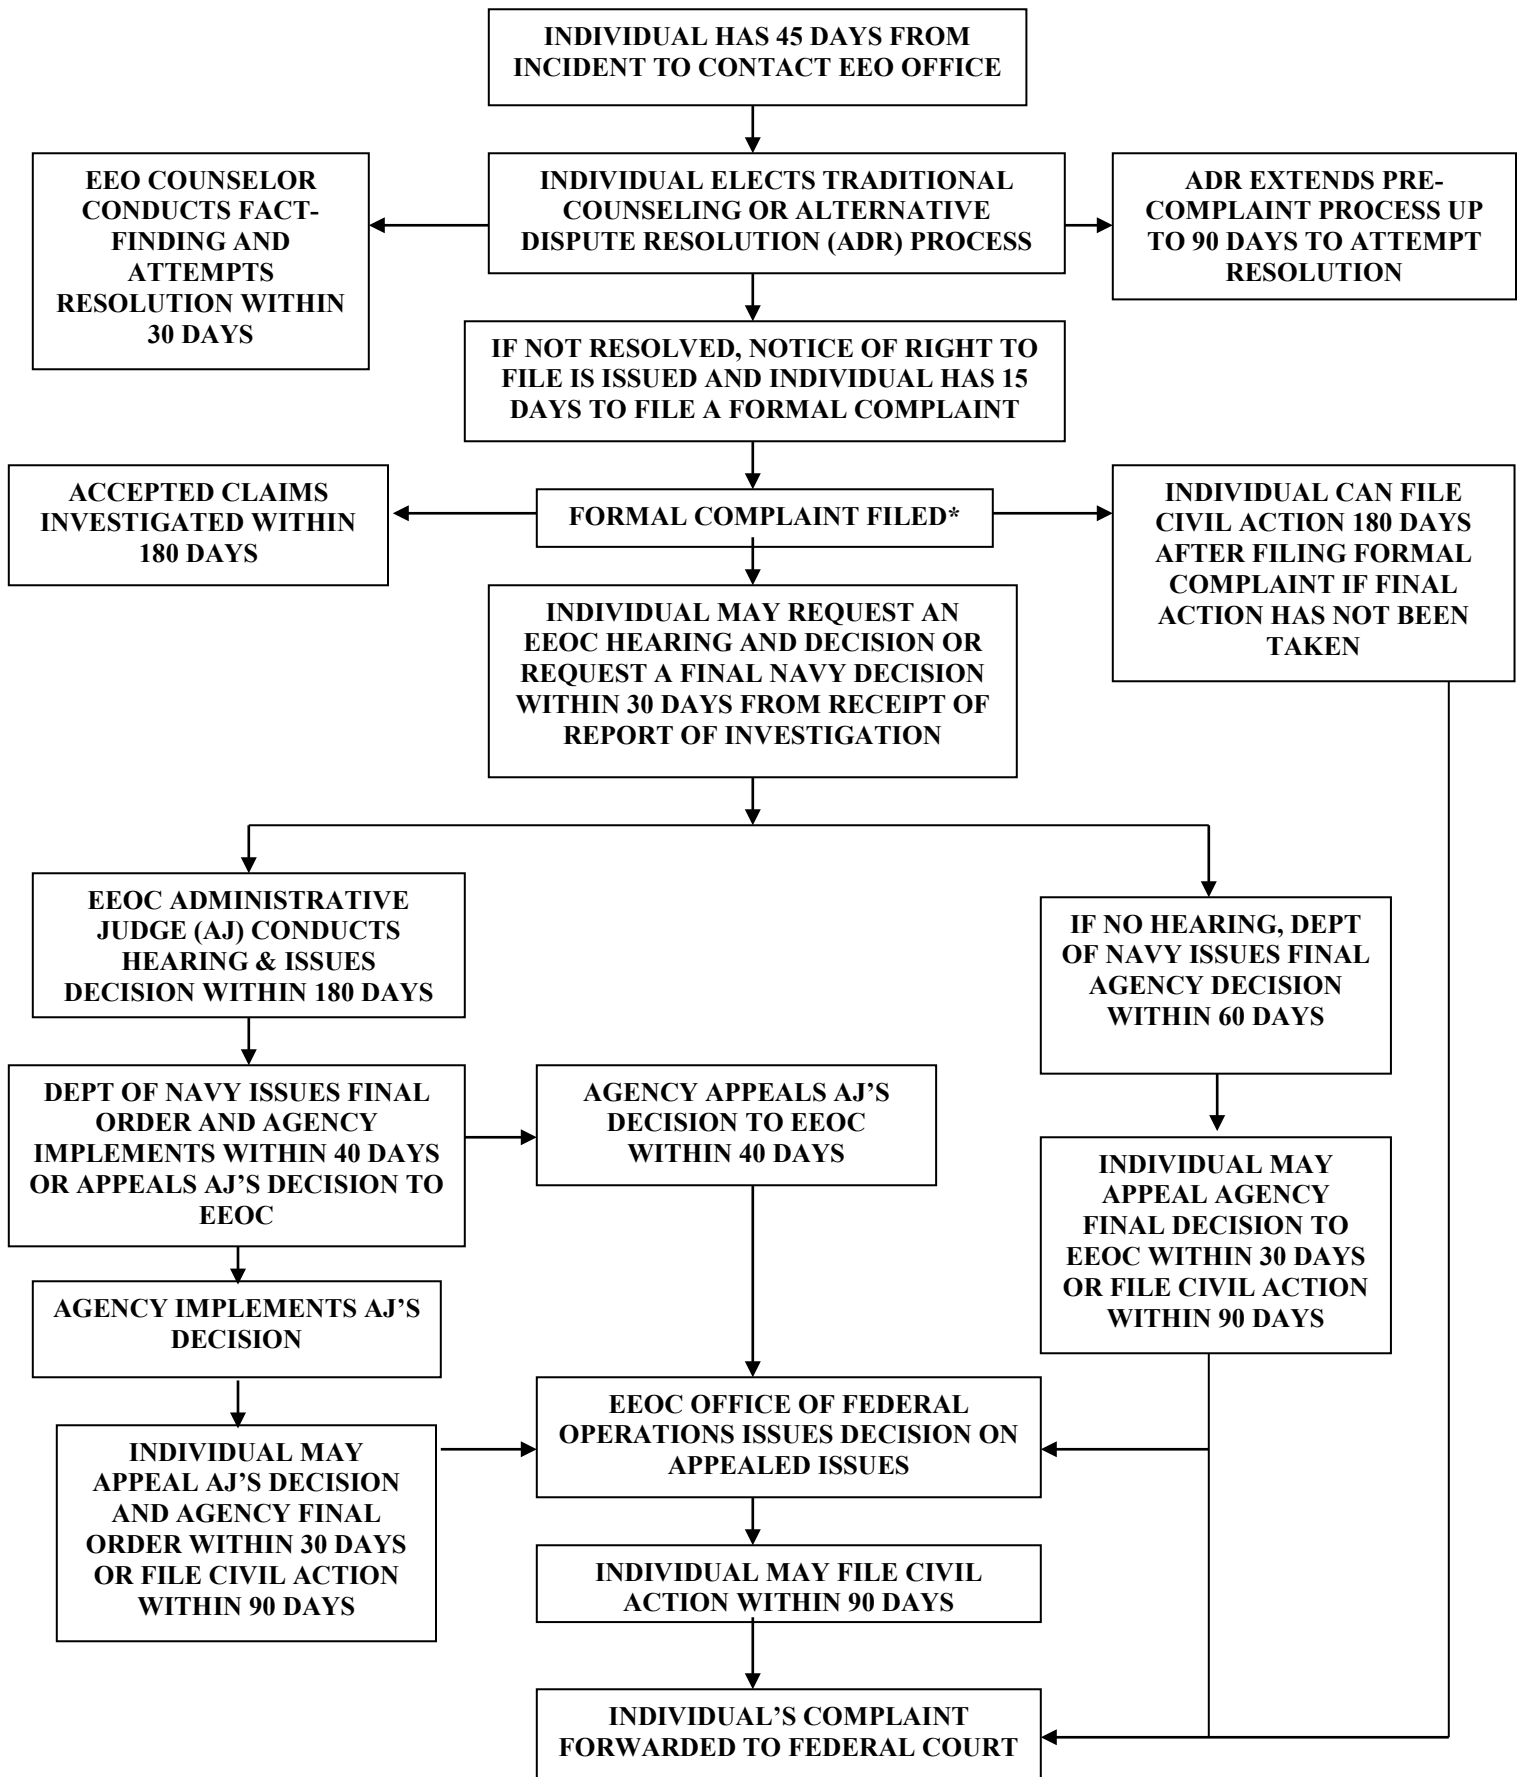 INDIVIDUAL HAS 45 DAYS FROM
INCIDENT TO CONTACT EEO OFFICE
EEO COUNSELOR
CONDUCTS FACT-
FINDING AND
ATTEMPTS
RESOLUTION WITHIN
30 DAYS
INDIVIDUAL ELECTS TRADITIONAL
COUNSELING OR ALTERNATIVE
DISPUTE RESOLUTION (ADR) PROCESS
ADR EXTENDS PRE-
COMPLAINT PROCESS UP
TO 90 DAYS TO ATTEMPT
RESOLUTION
IF NOT RESOLVED, NOTICE OF RIGHT TO
FILE IS ISSUED AND INDIVIDUAL HAS 15
DAYS TO FILE A FORMAL COMPLAINT
ACCEPTED CLAIMS
INVESTIGATED WITHIN
180 DAYS
FORMAL COMPLAINT FILED*
INDIVIDUAL CAN FILE
CIVIL ACTION 180 DAYS
AFTER FILING FORMAL
COMPLAINT IF FINAL
ACTION HAS NOT BEEN
TAKEN
INDIVIDUAL MAY REQUEST AN
EEOC HEARING AND DECISION OR
REQUEST A FINAL NAVY DECISION
WITHIN 30 DAYS FROM RECEIPT OF
REPORT OF INVESTIGATION
EEOC ADMINISTRATIVE
JUDGE (AJ) CONDUCTS
HEARING & ISSUES
DECISION WITHIN 180 DAYS
IF NO HEARING, DEPT
OF NAVY ISSUES FINAL
AGENCY DECISION
WITHIN 60 DAYS
DEPT OF NAVY ISSUES FINAL
ORDER AND AGENCY
IMPLEMENTS WITHIN 40 DAYS
OR APPEALS AJ’S DECISION TO
EEOC
AGENCY APPEALS AJ’S
DECISION TO EEOC
WITHIN 40 DAYS
INDIVIDUAL MAY
APPEAL AGENCY
FINAL DECISION TO
EEOC WITHIN 30 DAYS
OR FILE CIVIL ACTION
WITHIN 90 DAYS
AGENCY IMPLEMENTS AJ’S
DECISION
EEOC OFFICE OF FEDERAL
OPERATIONS ISSUES DECISION ON
APPEALED ISSUES
INDIVIDUAL MAY
APPEAL AJ’S DECISION
AND AGENCY FINAL
ORDER WITHIN 30 DAYS
OR FILE CIVIL ACTION
WITHIN 90 DAYS
INDIVIDUAL MAY FILE CIVIL
ACTION WITHIN 90 DAYS
INDIVIDUAL’S COMPLAINT
FORWARDED TO FEDERAL COURT